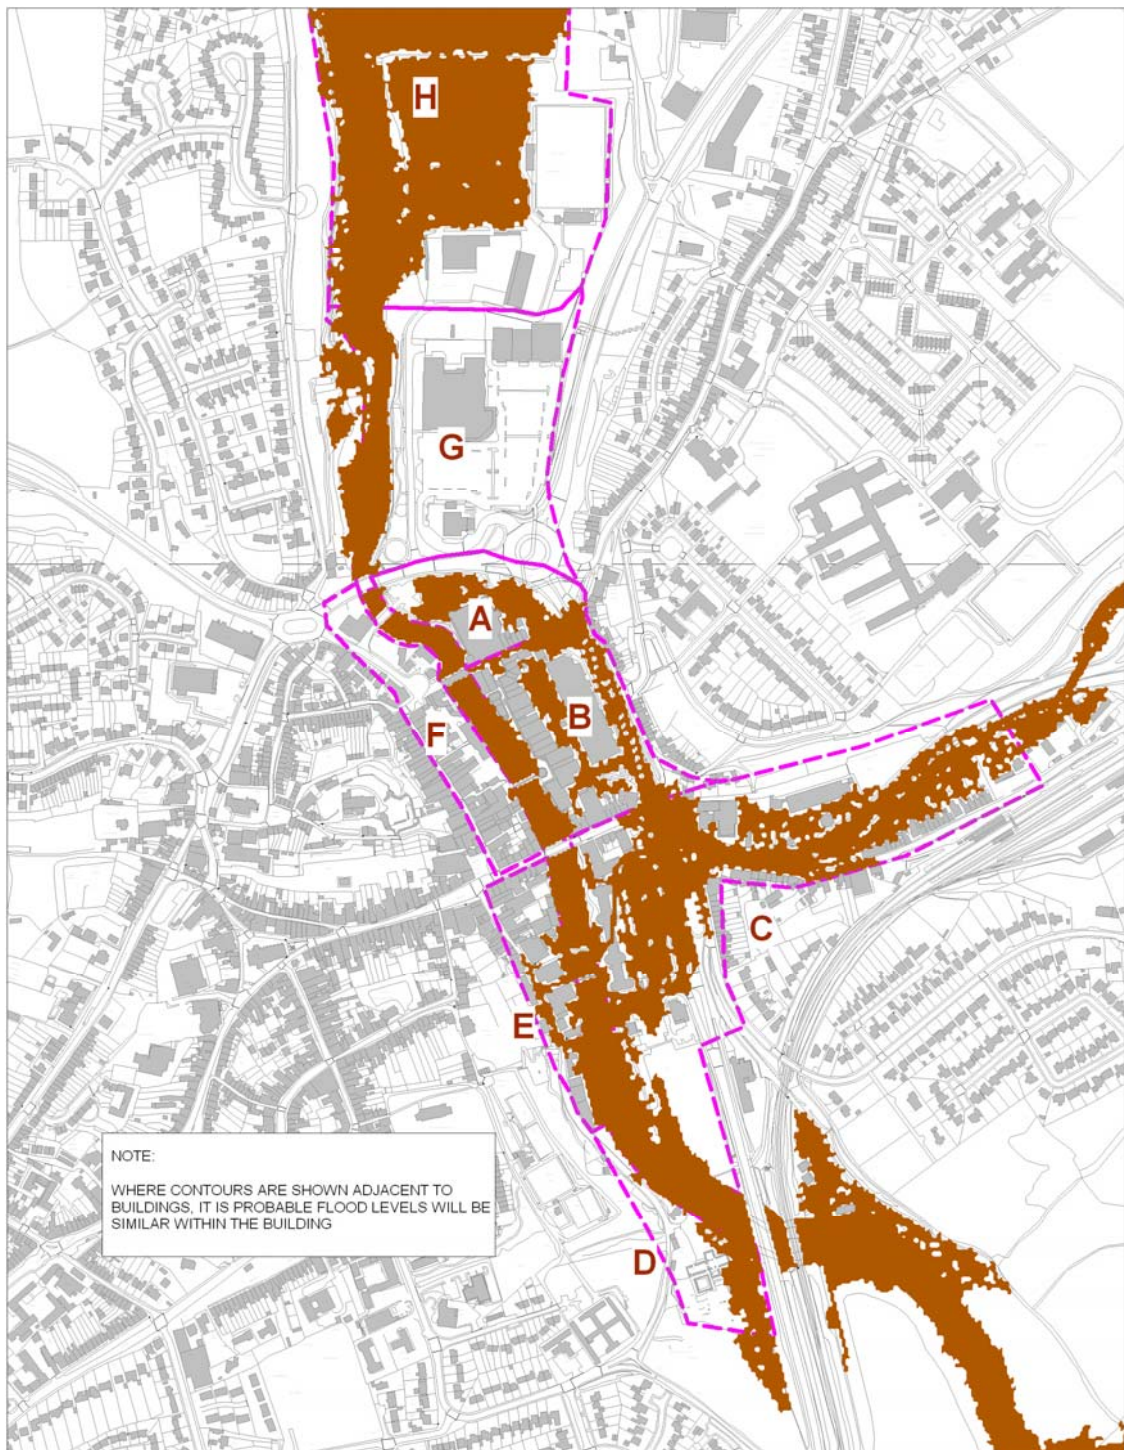 H
G
A
B
F
C
E
D
NOTE:
WHERE CONTOURS ARE SHOWN ADJACENT TO
BUILDINGS, IT IS PROBABLE FLOOD LEVELS WILL BE
SIMILAR WITHIN THE BUILDING